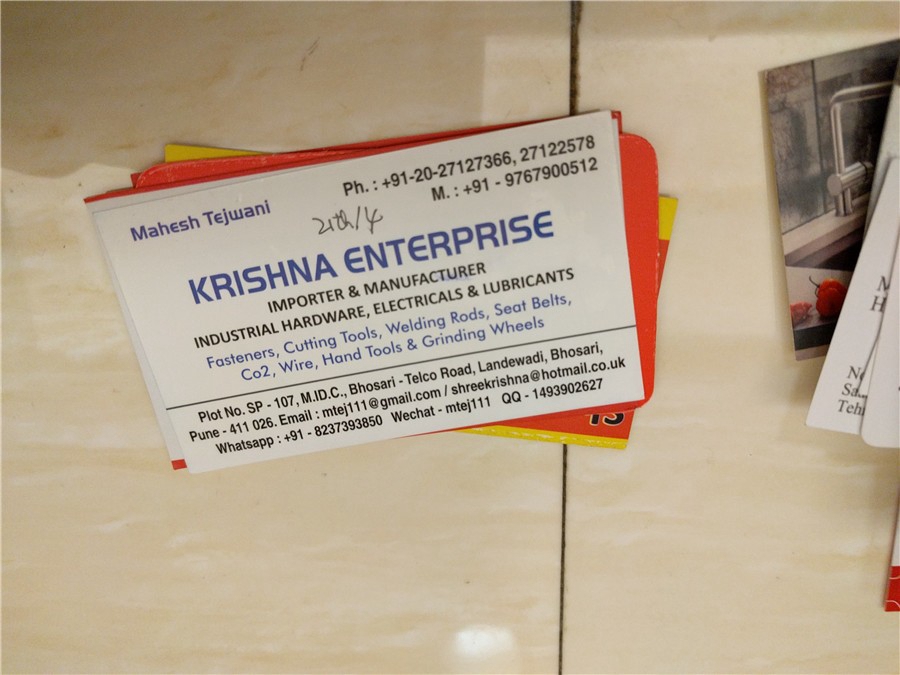 Ph. : +91-20-27127366, 27122578
M. : +91 - 9767900512
Mahesh Tejwani
21th/4
KRISHNA ENTERPRISE
IMPORTER & MANUFACTURER
INDUSTRIAL HARDWARE, ELECTRICALS & LUBRICANTS
Fasteners, Cutting Tools, Welding Rods, Seat Belts,
Co2, Wire, Hand Tools & Grinding Wheels
Plot No. SP - 107, M.ID.C., Bhosari - Telco Road, Landewadi, Bhosari,
Pune - 411 026. Email : mtej111@gmail.com / shreekrishna@hotmail.co.uk
Whatsapp : +91 - 8237393850 Wechat - mtej111 QQ - 1493902627